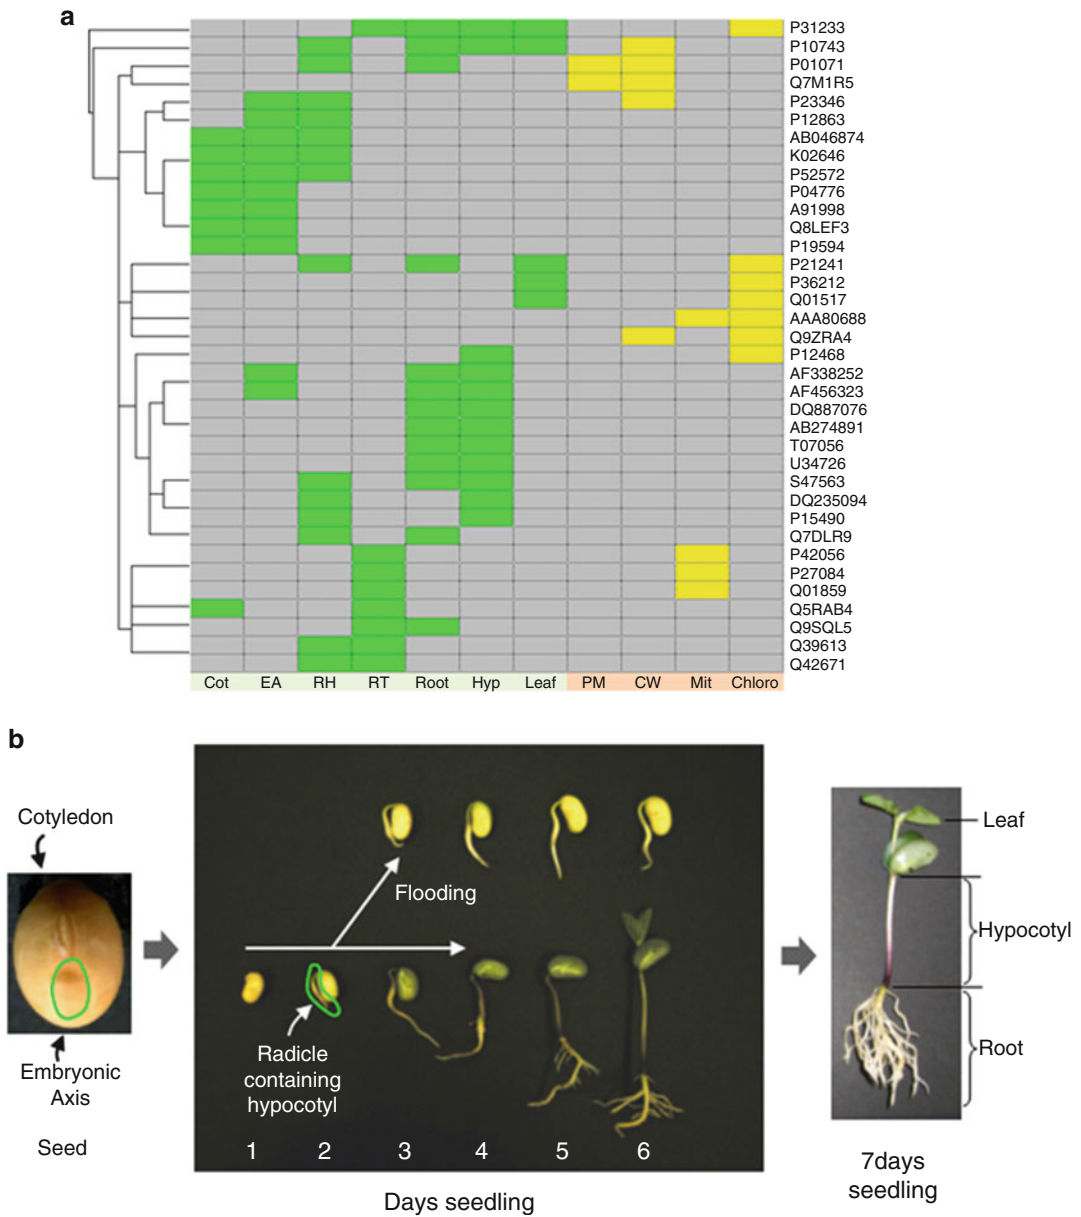 a
P31233
P10743
P01071
Q7M1R5
P23346
P12863
AB046874
K02646
P52572
P04776
A91998
Q8LEF3
P19594
P21241
P36212
Q01517
AAA80688
Q9ZRA4
P12468
AF338252
AF456323
DQ887076
AB274891
T07056
U34726
S47563
DQ235094
P15490
Q7DLR9
P42056
P27084
Q01859
Q5RAB4
Q9SQL5
Q39613
Q42671
Cot EA RH RT Root Hyp Leaf PM CW Mit Chloro
b
Cotyledon
Embryonic
Axis
Seed
Flooding
Radicle
containing
hypocotyl
1 2 3 4 5 6
Days seedling
Leaf
Hypocotyl
Root
7days
seedling